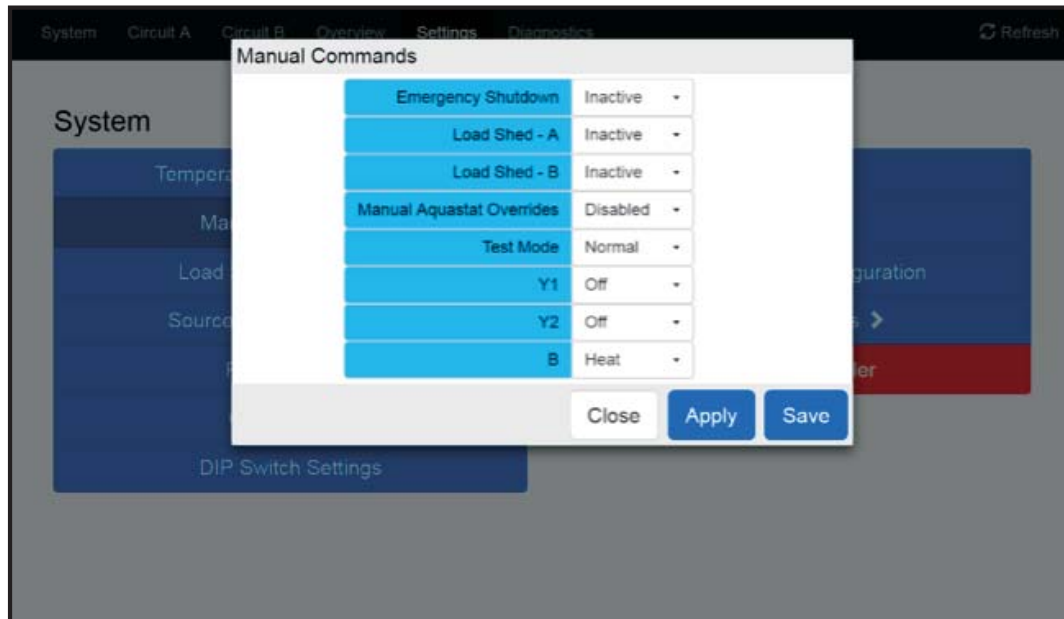 System Circuit A Circuit B Overview Settings Diagnostics Refresh
Manual Commands
Emergency Shutdown Inactive
Load Shed - A Inactive
Load Shed - B Inactive
Manual Aquastat Overrides Disabled
Test Mode Normal
Y1 Off
Y2 Off
B Heat
Close Apply Save
System
Load
DIP Switch Settings